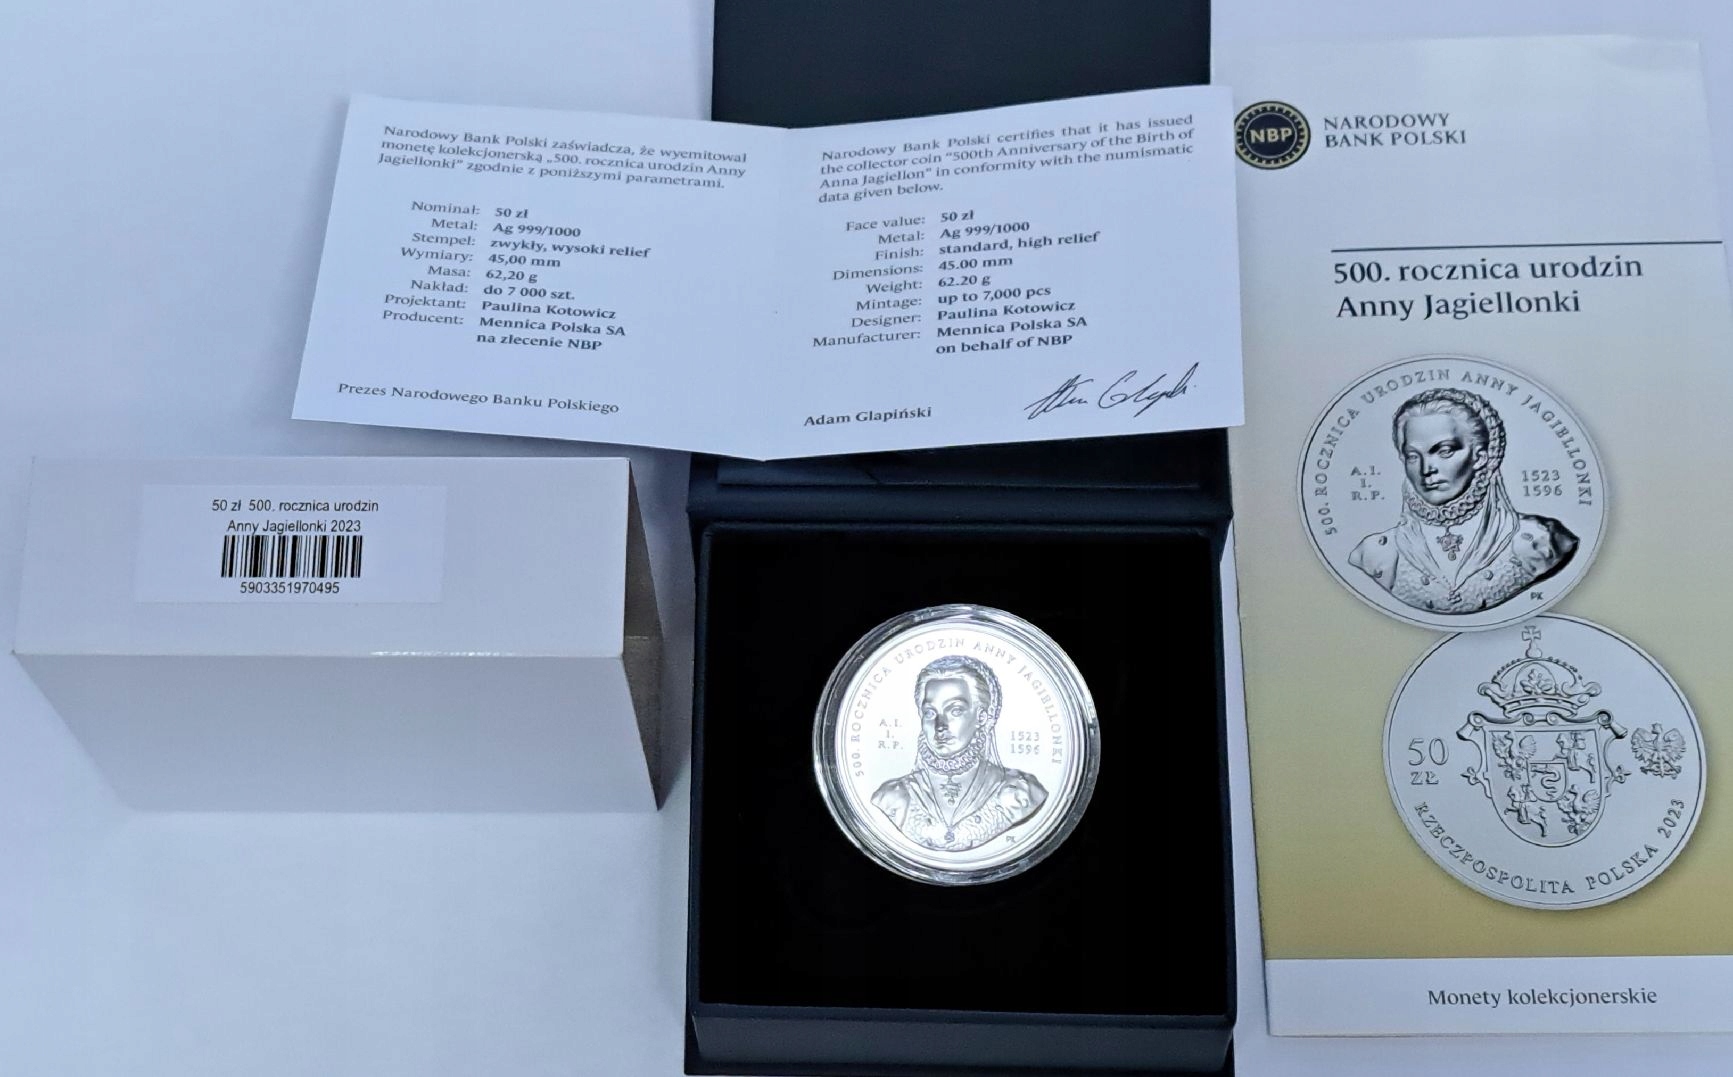 Narodowy Bank Polski zaświadcza, że wyemitował
monetę kolekcjonerską „500. rocznica urodzin Anny
Jagiellonki” zgodnie z poniższymi parametrami.
Nominał: 50 zł
Metal: Ag 999/1000
Stempel: zwykły, wysoki relief
Wymiary: 45,00 mm
Masa: 62,20 g
Nakład: do 7 000 szt.
Projektant: Paulina Kotowicz
Producent: Mennica Polska SA
na zlecenie NBP
Prezes Narodowego Banku Polskiego
Narodowy Bank Polski certifies that it has issued
the collector coin “500th Anniversary of the Birth of
Anna Jagiellon” in conformity with the numismatic
data given below.
Face value: 50 zł
Metal: Ag 999/1000
Finish: standard, high relief
Dimensions: 45.00 mm
Weight: 62.20 g
Mintage: up to 7,000 pcs
Designer: Paulina Kotowicz
Manufacturer: Mennica Polska SA
on behalf of NBP
Adam Glapiński
50 zł 500. rocznica urodzin
Anny Jagiellonki 2023
5903351970495
500. ROCZNICA URODZIN ANNY JAGIELLONKI
A. I.
I.
R. P.
1523
1596
PK
NBP
NARODOWY
BANK POLSKI
500. rocznica urodzin
Anny Jagiellonki
500. ROCZNICA URODZIN ANNY JAGIELLONKI
A. I.
I.
R. P.
1523
1596
PK
50
ZŁ
RZECZPOSPOLITA POLSKA 2023
Monety kolekcjonerskie